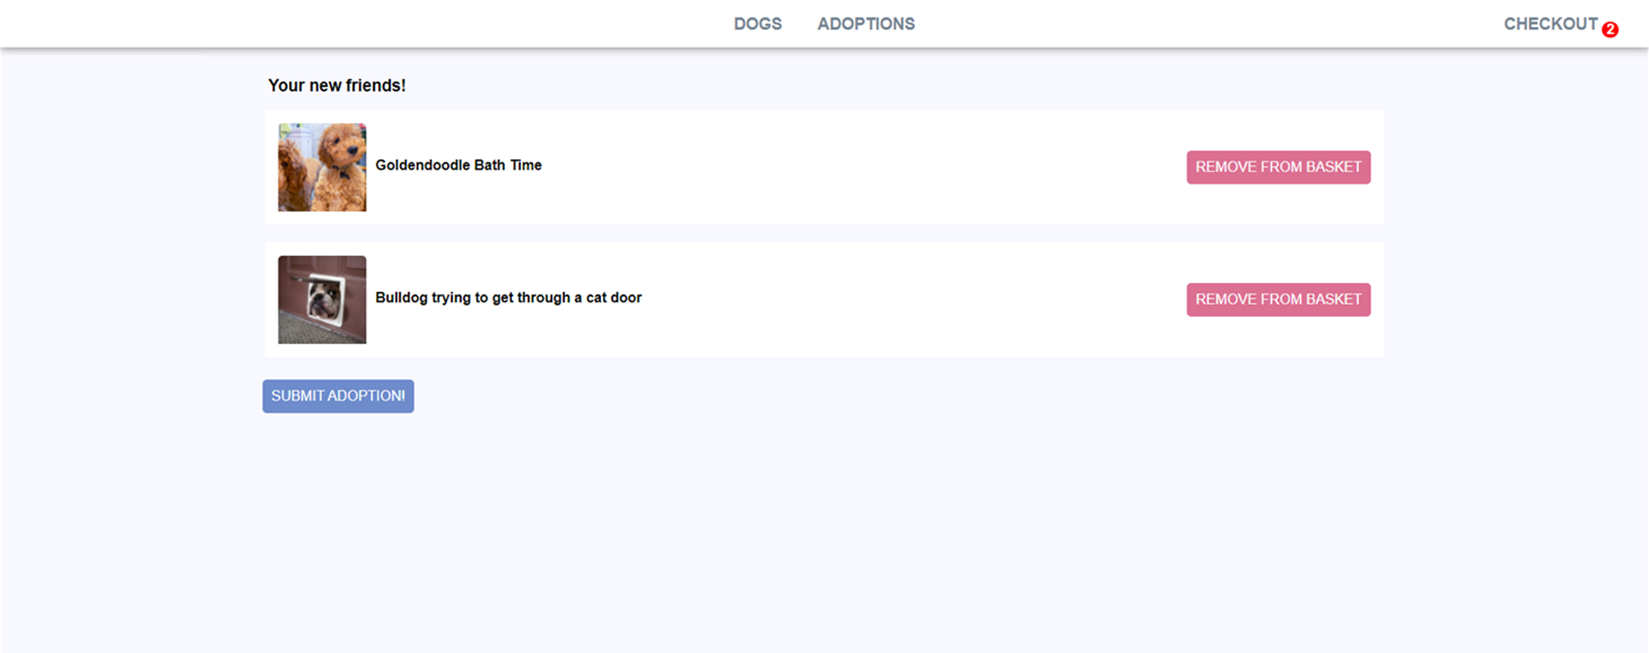 DOGS ADOPTIONS CHECKOUT 2
Your new friends!
Goldendoodle Bath Time REMOVE FROM BASKET
Bulldog trying to get through a cat door REMOVE FROM BASKET
SUBMIT ADOPTION!